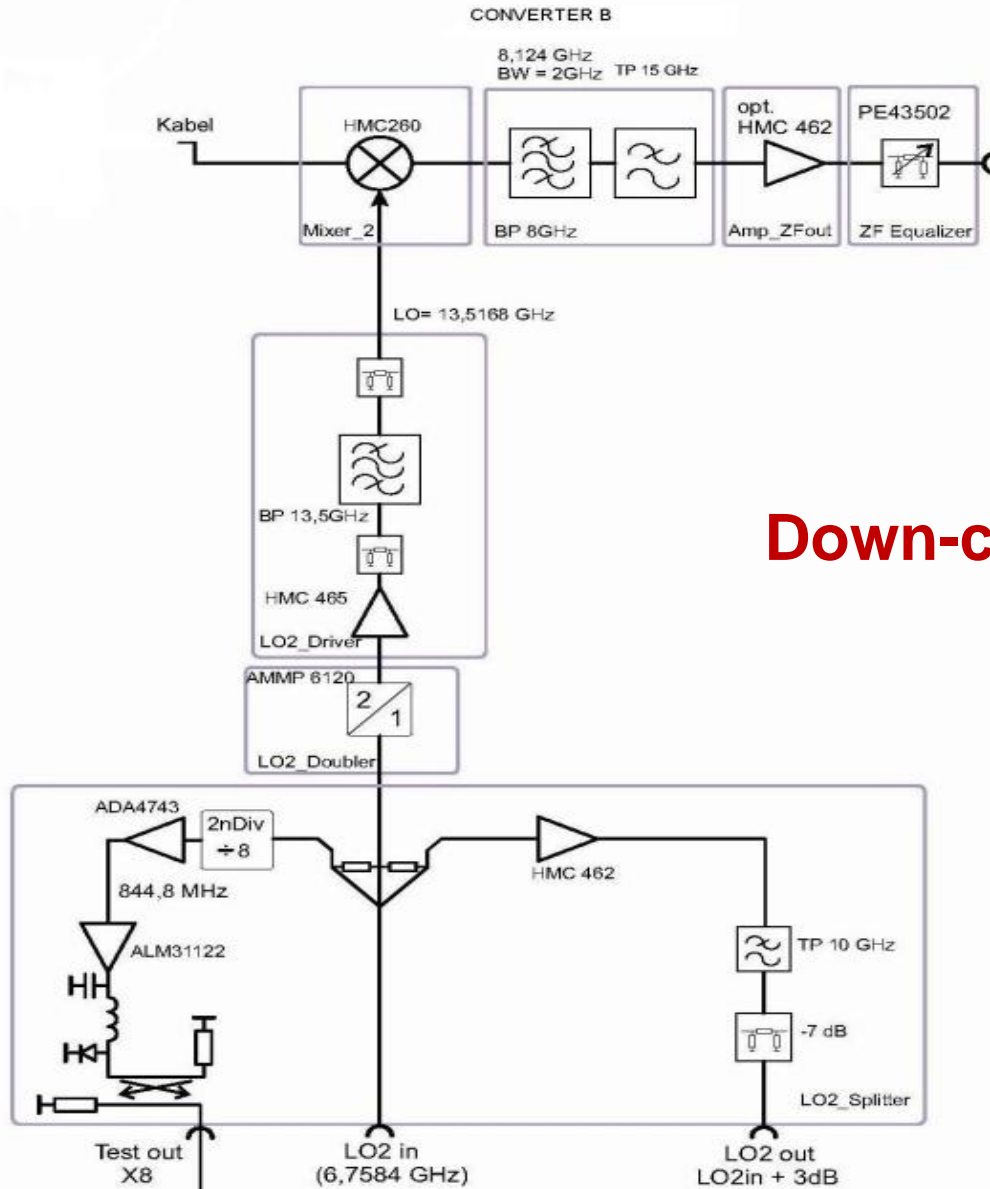 CONVERTER B
8,124 GHz
BW = 2GHz
TP 15 GHz
Kabel
HMC260
opt.
HMC 462
PE43502
Mixer_2
BP 8GHz
Amp_ZFout
ZF Equalizer
LO= 13,5168 GHz
BP 13,5GHz
Down-c
HMC 465
LO2_Driver
AMMP 6120
2
1
LO2_Doubler
ADA4743
2nDiv
÷8
HMC 462
844,8 MHz
ALM31122
TP 10 GHz
-7 dB
LO2_Splitter
Test out
X8
LO2 in
(6,7584 GHz)
LO2 out
LO2in + 3dB